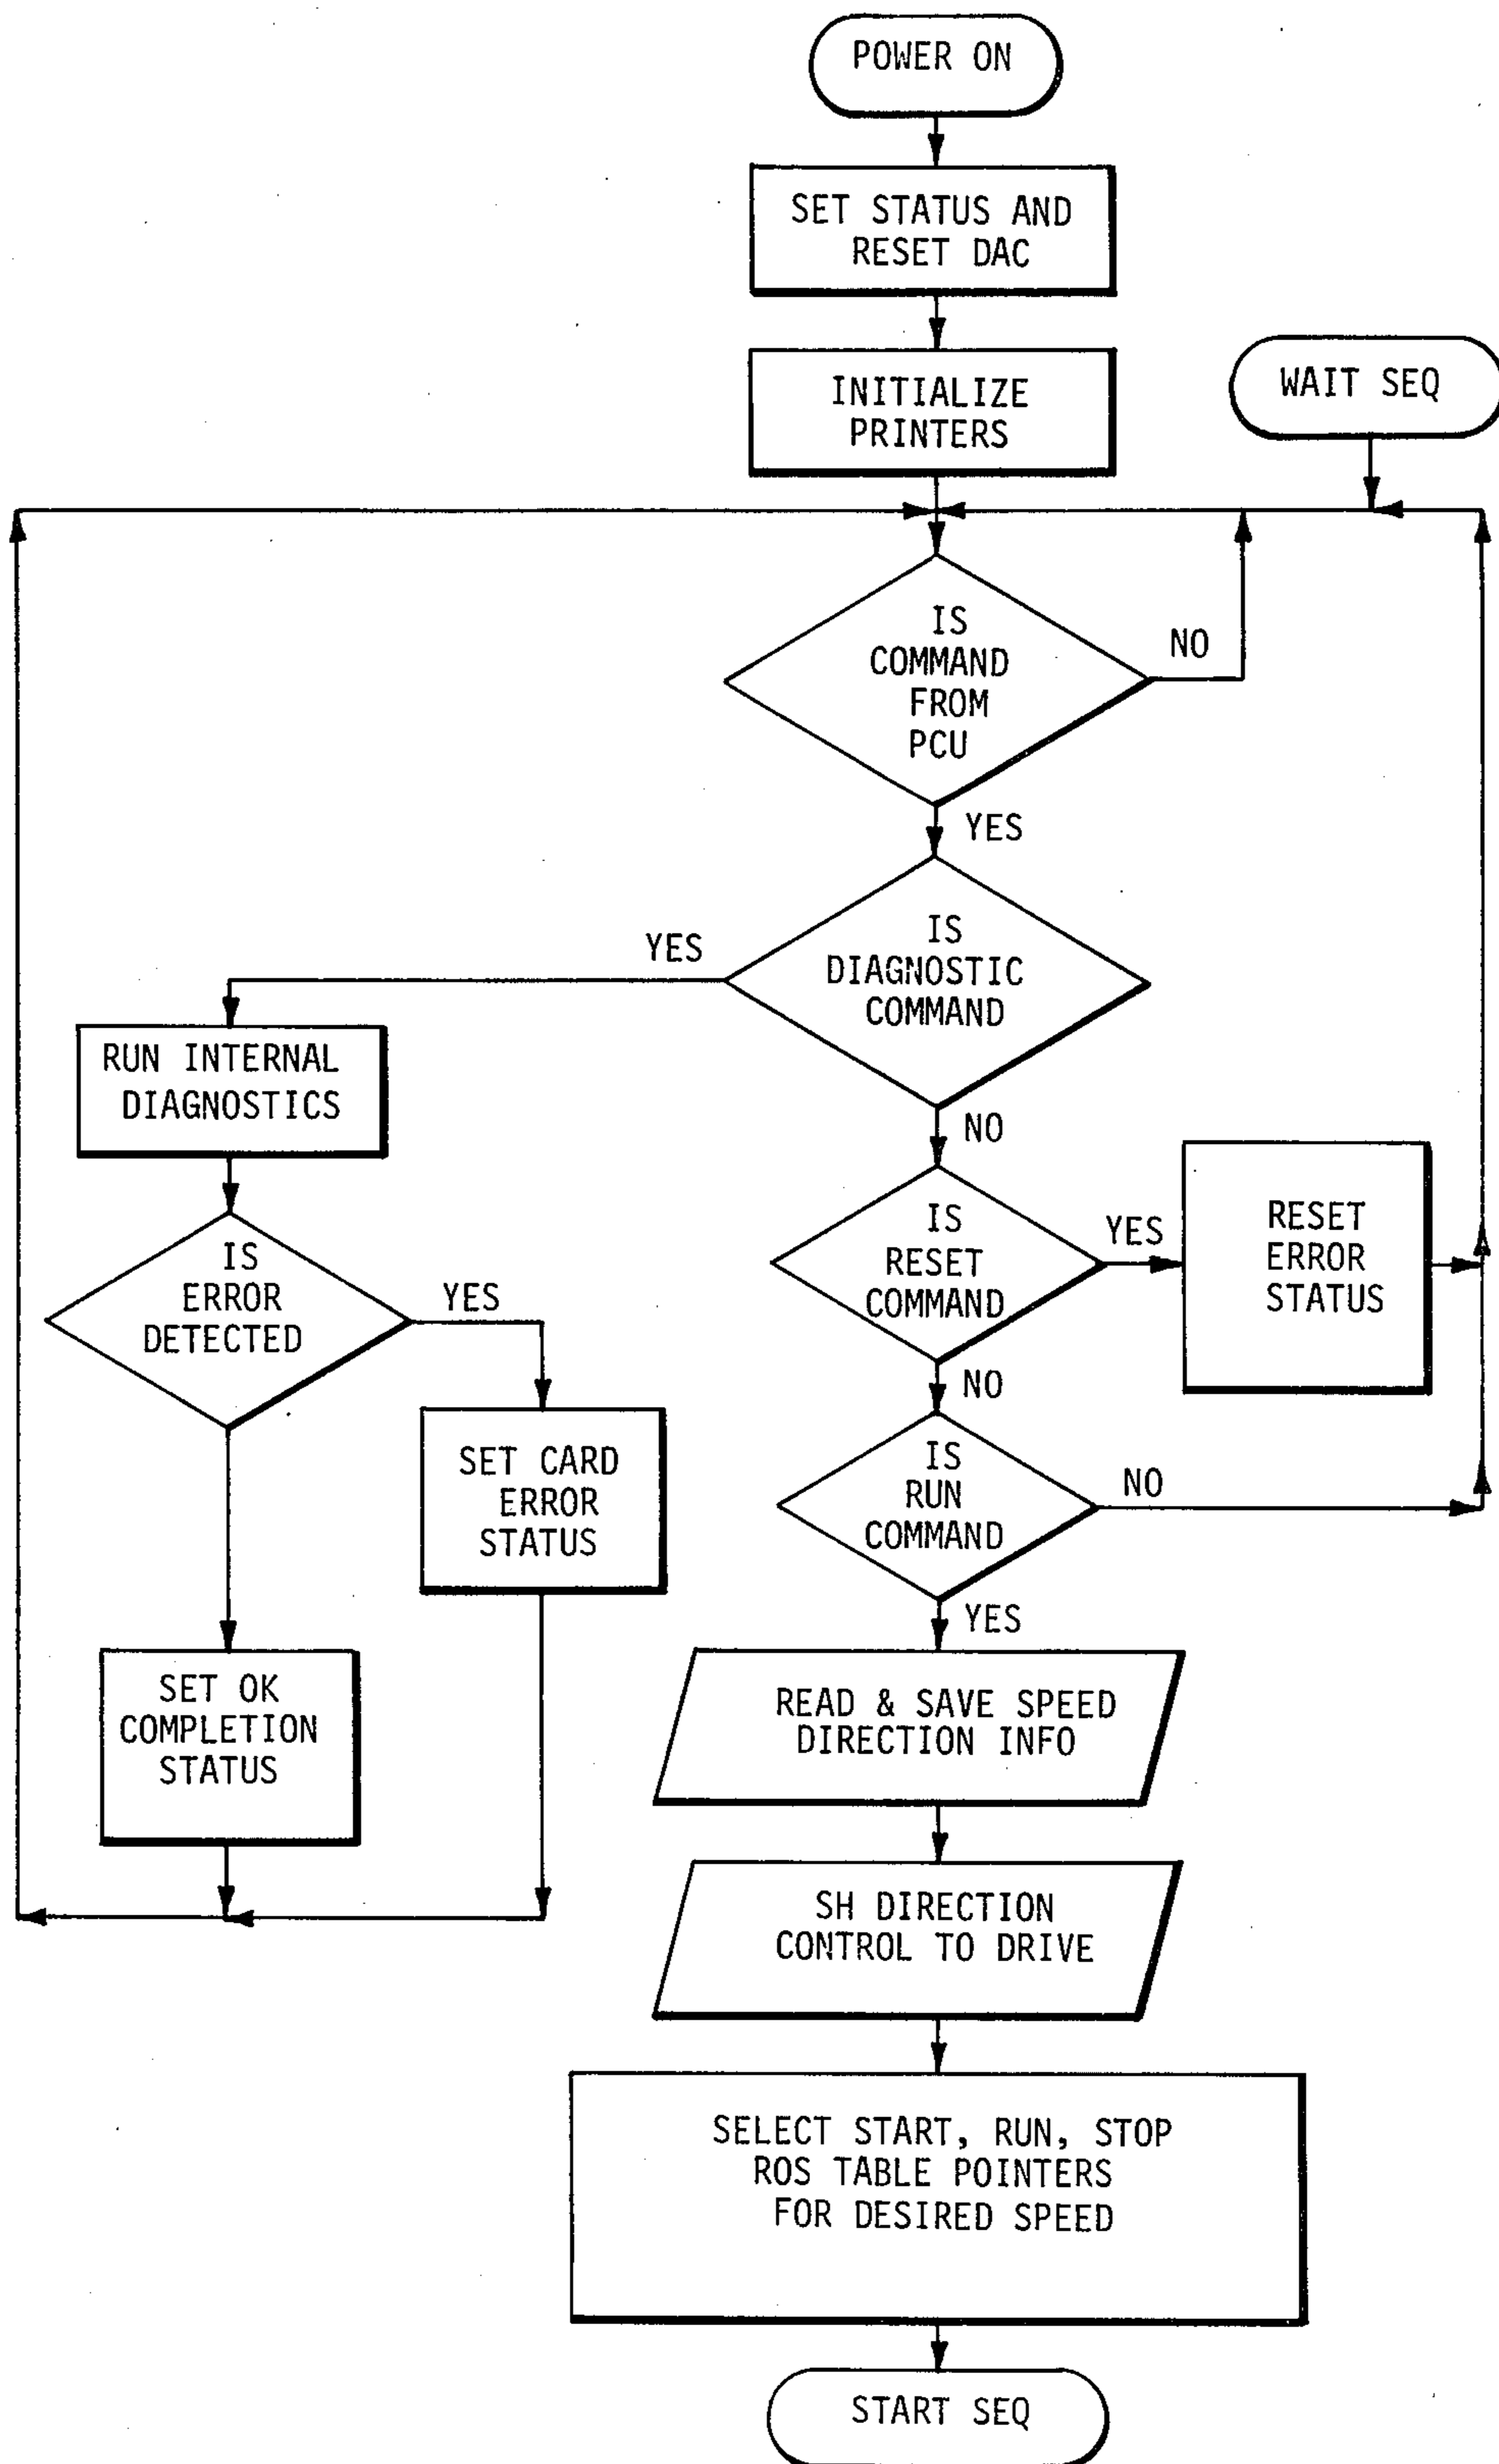 POWER ON
SET STATUS AND
RESET DAC
INITIALIZE
PRINTERS
WAIT SEQ
IS
COMMAND
FROM
PCU
NO
YES
IS
DIAGNOSTIC
COMMAND
YES
NO
RUN INTERNAL
DIAGNOSTICS
IS
ERROR
DETECTED
YES
SET CARD
ERROR
STATUS
SET OK
COMPLETION
STATUS
IS
RESET
COMMAND
YES
RESET
ERROR
STATUS
NO
IS
RUN
COMMAND
NO
YES
READ & SAVE SPEED
DIRECTION INFO
SH DIRECTION
CONTROL TO DRIVE
SELECT START, RUN, STOP
ROS TABLE POINTERS
FOR DESIRED SPEED
START SEQ